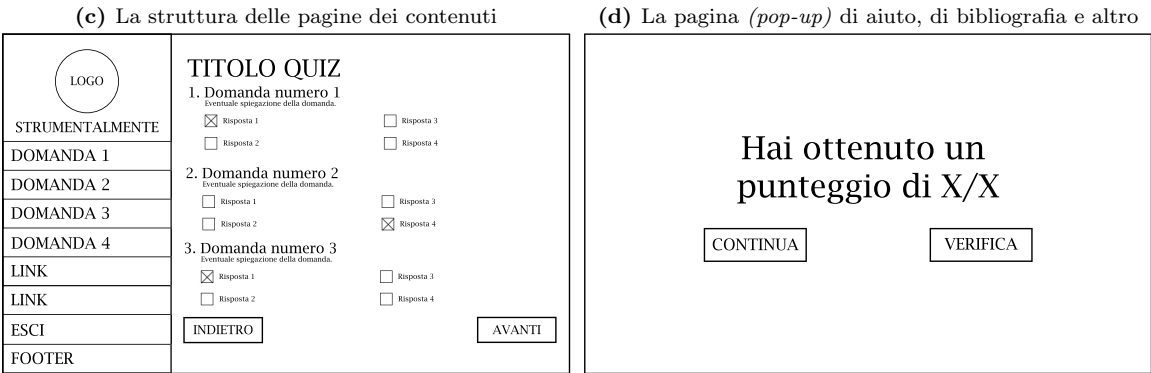 (c) La struttura delle pagine dei contenuti
(d) La pagina (pop-up) di aiuto, di bibliografia e altro
LOGO
STRUMENTALMENTE
DOMANDA 1
DOMANDA 2
DOMANDA 3
DOMANDA 4
LINK
LINK
ESCI
FOOTER
TITOLO QUIZ
1. Domanda numero 1
Eventuale spiegazione della domanda.
Risposta 1 Risposta 3
Risposta 2 Risposta 4
2. Domanda numero 2
Eventuale spiegazione della domanda.
Risposta 1 Risposta 3
Risposta 2 Risposta 4
3. Domanda numero 3
Eventuale spiegazione della domanda.
Risposta 1 Risposta 3
Risposta 2 Risposta 4
INDIETRO AVANTI
Hai ottenuto un
punteggio di X/X
CONTINUA VERIFICA